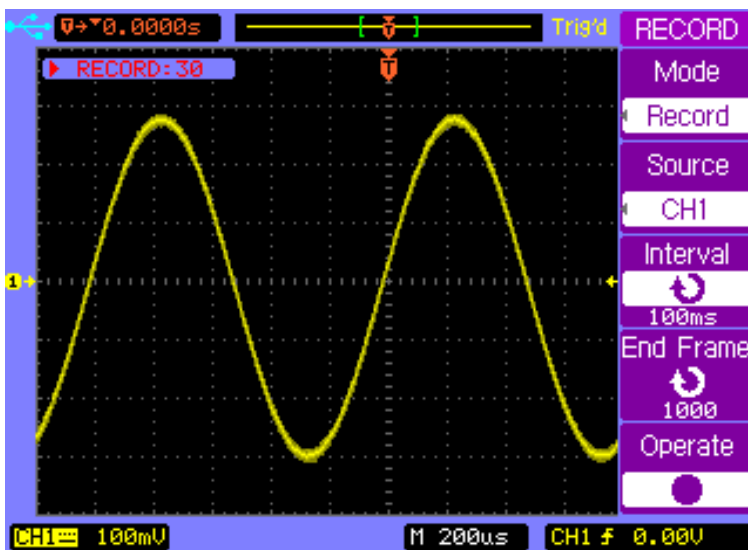 0.0000s
Trig'd
RECORD
RECORD:30
T
Mode
Record
Source
CH1
1
Interval
100ms
End Frame
1000
Operate
CH1 100mV
M 200us
CH1 0.00V